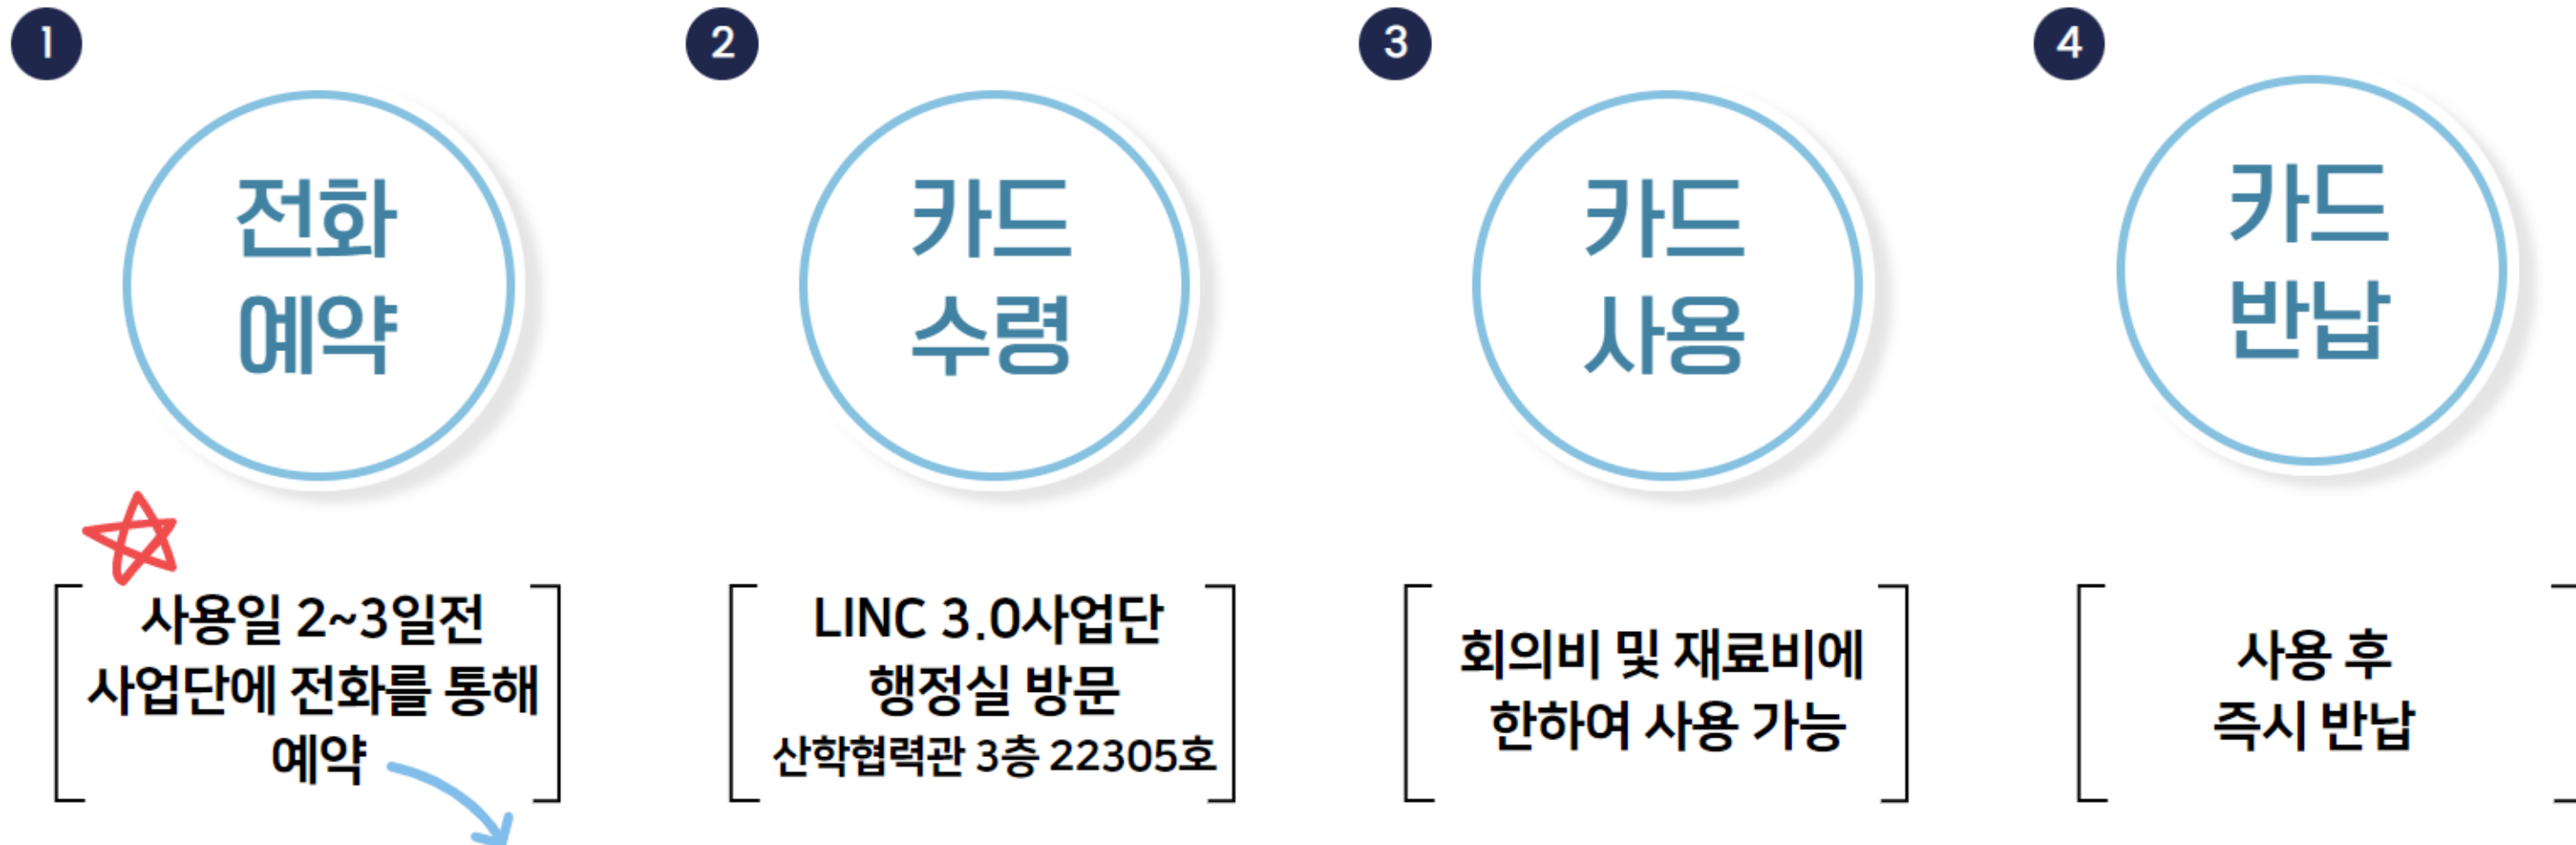 1
전화
예약
사용일 2~3일전
사업단에 전화를 통해
예약
2
카드
수령
LINC 3.0사업단
행정실 방문
산학협력관 3층 22305호
3
카드
사용
회의비 및 재료비에
한하여 사용 가능
4
카드
반납
사용 후
즉시 반납